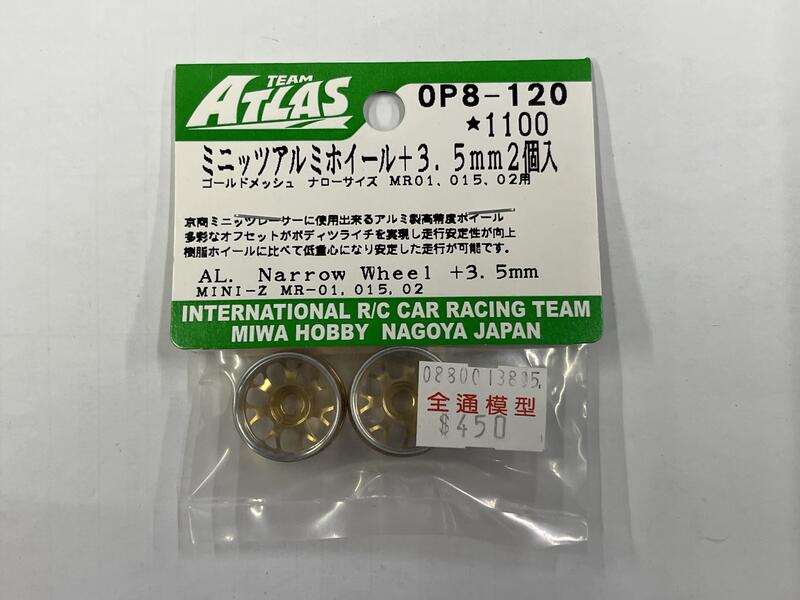 TEAM
ATLAS
OP8-120
★1100
ミニッツアルミホイール+3.5mm2個入
ゴールドメッシュ ナローサイズ MR01,015,02用
京商ミニッツレーサーに使用出来るアルミ製高精度ホイール
多彩なオフセットがボディツライチを実現し走行安定性が向上
樹脂ホイールに比べて低重心になり安定した走行が可能です.
AL. Narrow Wheel +3.5mm
MINI-Z MR-01,015,02
INTERNATIONAL R/C CAR RACING TEAM
MIWA HOBBY NAGOYA JAPAN
全通模型
$450